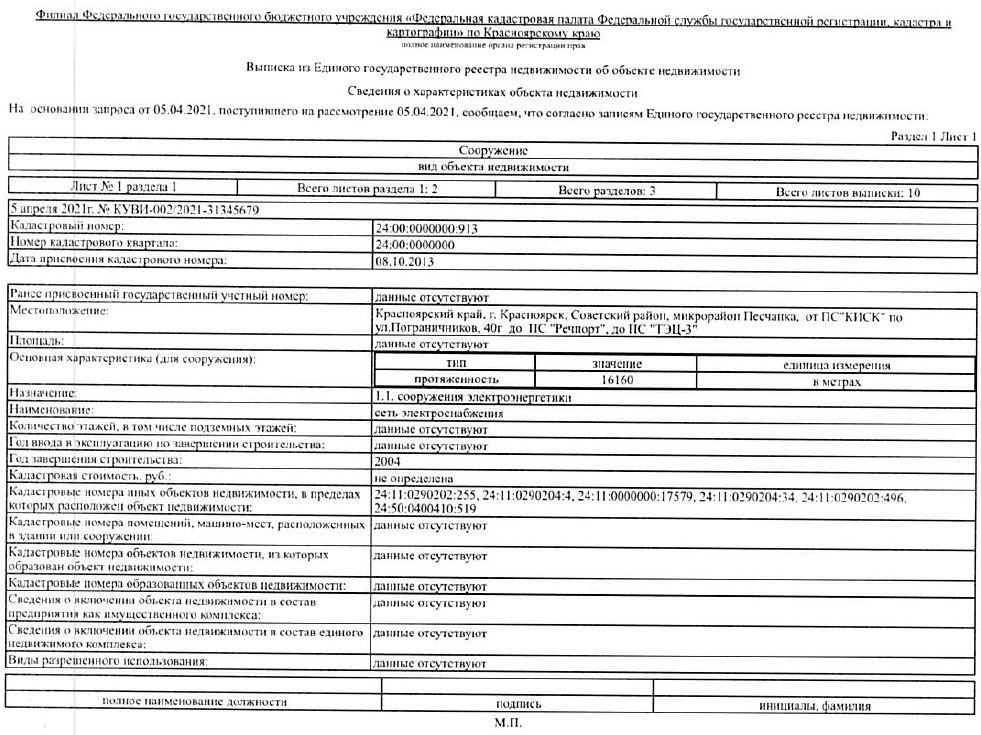 Филиал Федерального государственного бюджетного учреждения «Федеральная кадастровая палата Федеральной службы государственной регистрации, кадастра и
картографии» по Красноярскому краю
полное наименование органа регистрации прав
Выписка из Единого государственного реестра недвижимости об объекте недвижимости
Сведения о характеристиках объекта недвижимости
На основании запроса от 05.04.2021, поступившего на рассмотрение 05.04.2021, сообщаем, что согласно записям Единого государственного реестра недвижимости:
Раздел 1 Лист 1
Сооружение
вид объекта недвижимости
Лист № 1 раздела 1 Всего листов раздела 1: 2 Всего разделов: 3 Всего листов выписки: 10
5 апреля 2021г. № КУВИ-002/2021-31345679
Кадастровый номер: 24:00:0000000:913
Номер кадастрового квартала: 24:00:0000000
Дата присвоения кадастрового номера: 08.10.2013
Ранее присвоенный государственный учетный номер: данные отсутствуют
Местоположение: Красноярский край, г. Красноярск, Советский район, микрорайон Песчанка, от ПС"КИСК" по
ул.Пограничников, 40г до ПС "Речпорт", до ПС "ТЭЦ-3"
Площадь: данные отсутствуют
Основная характеристика (для сооружения): тип значение единица измерения
протяженность 16160 в метрах
Назначение: 1.1. сооружения электроэнергетики
Наименование: сеть электроснабжения
Количество этажей, в том числе подземных этажей: данные отсутствуют
Год ввода в эксплуатацию по завершении строительства: данные отсутствуют
Год завершения строительства: 2004
Кадастровая стоимость, руб.: не определена
Кадастровые номера иных объектов недвижимости, в пределах 24:11:0290202:255, 24:11:0290204:4, 24:11:0000000:17579, 24:11:0290204:34, 24:11:0290202:496,
которых расположен объект недвижимости: 24:50:0400410:519
Кадастровые номера помещений, машино-мест, расположенных данные отсутствуют
в здании или сооружении:
Кадастровые номера объектов недвижимости, из которых данные отсутствуют
образован объект недвижимости:
Кадастровые номера образованных объектов недвижимости: данные отсутствуют
Сведения о включении объекта недвижимости в состав данные отсутствуют
предприятия как имущественного комплекса:
Сведения о включении объекта недвижимости в состав единого данные отсутствуют
недвижимого комплекса:
Виды разрешенного использования: данные отсутствуют
полное наименование должности подпись инициалы, фамилия
М.П.